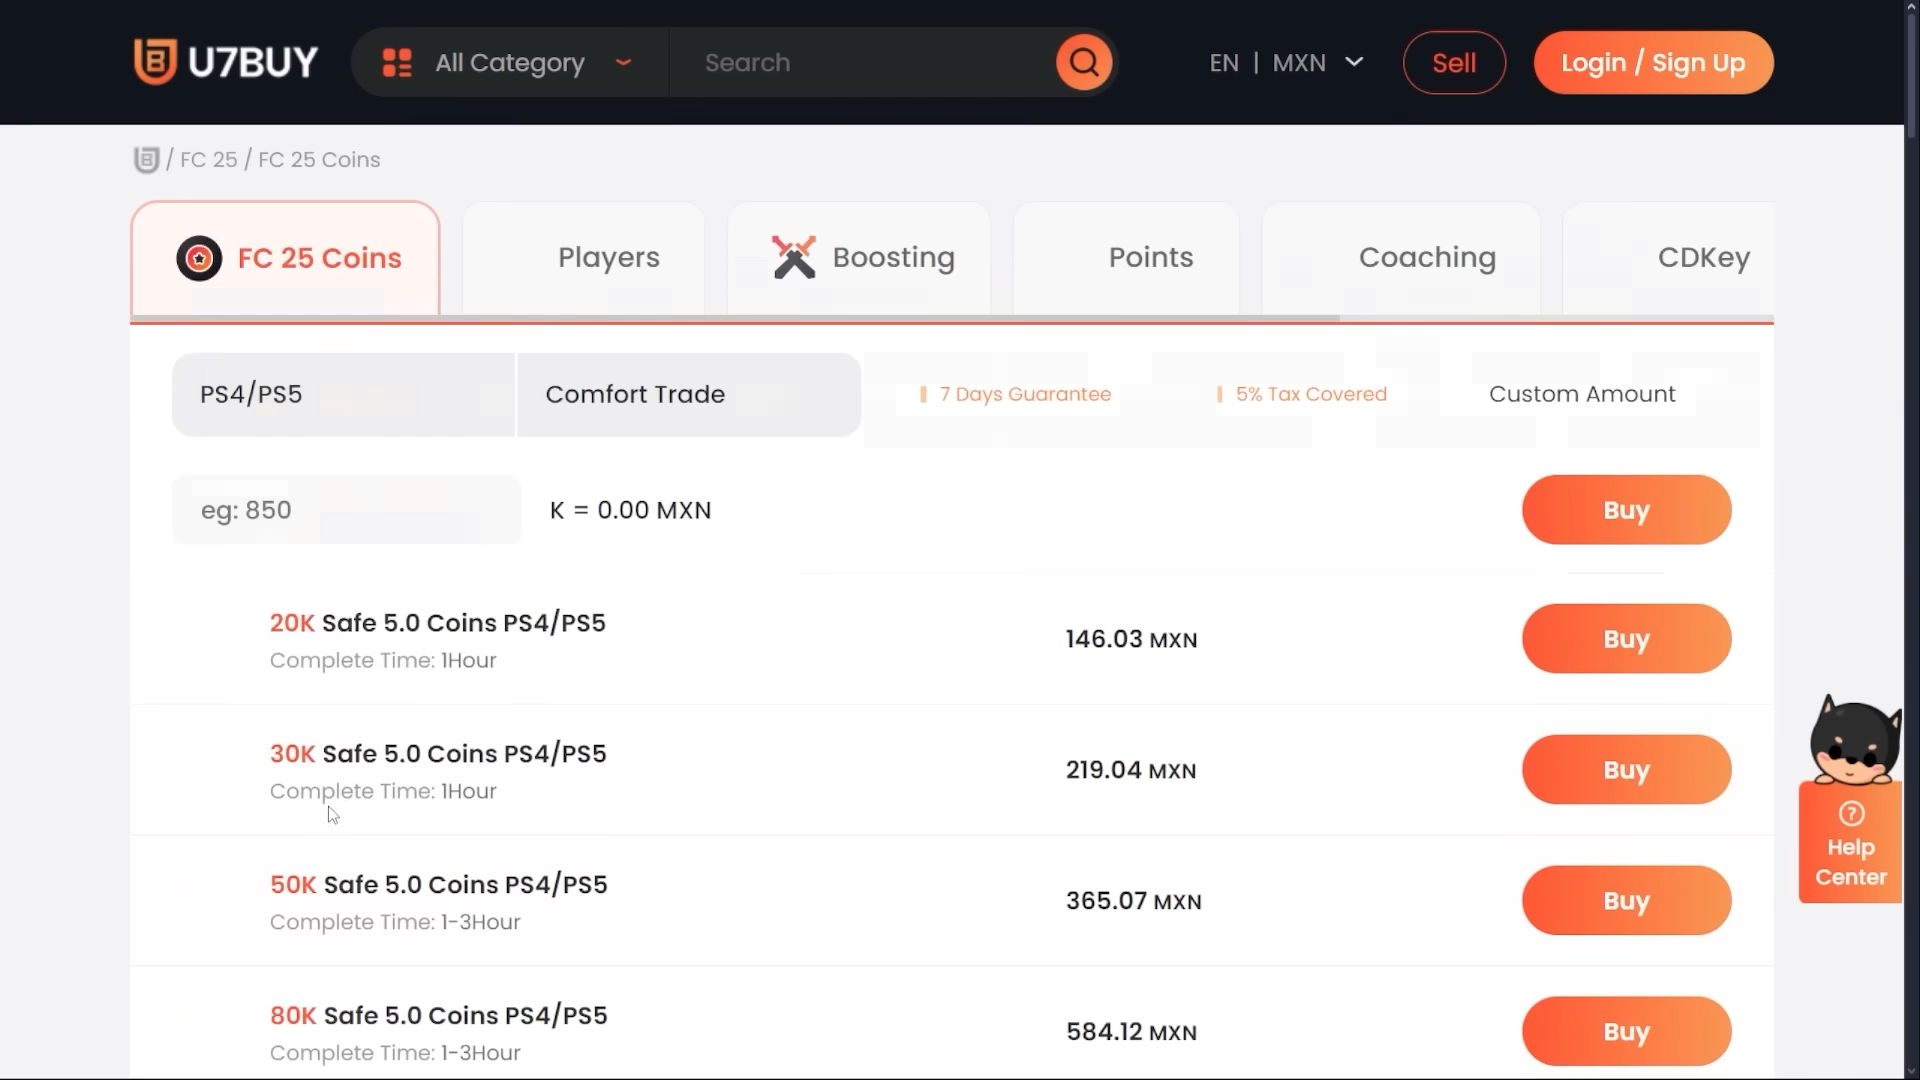 U7BUY
All Category
Search
EN | MXN
Sell
Login / Sign Up
/ FC 25 / FC 25 Coins
FC 25 Coins
Players
Boosting
Points
Coaching
CDKey
PS4/PS5
Comfort Trade
7 Days Guarantee
5% Tax Covered
Custom Amount
eg: 850
K = 0.00 MXN
Buy
20K Safe 5.0 Coins PS4/PS5
Complete Time: 1Hour
146.03 MXN
Buy
30K Safe 5.0 Coins PS4/PS5
Complete Time: 1Hour
219.04 MXN
Buy
50K Safe 5.0 Coins PS4/PS5
Complete Time: 1-3Hour
365.07 MXN
Buy
80K Safe 5.0 Coins PS4/PS5
Complete Time: 1-3Hour
584.12 MXN
Buy
?
Help
Center